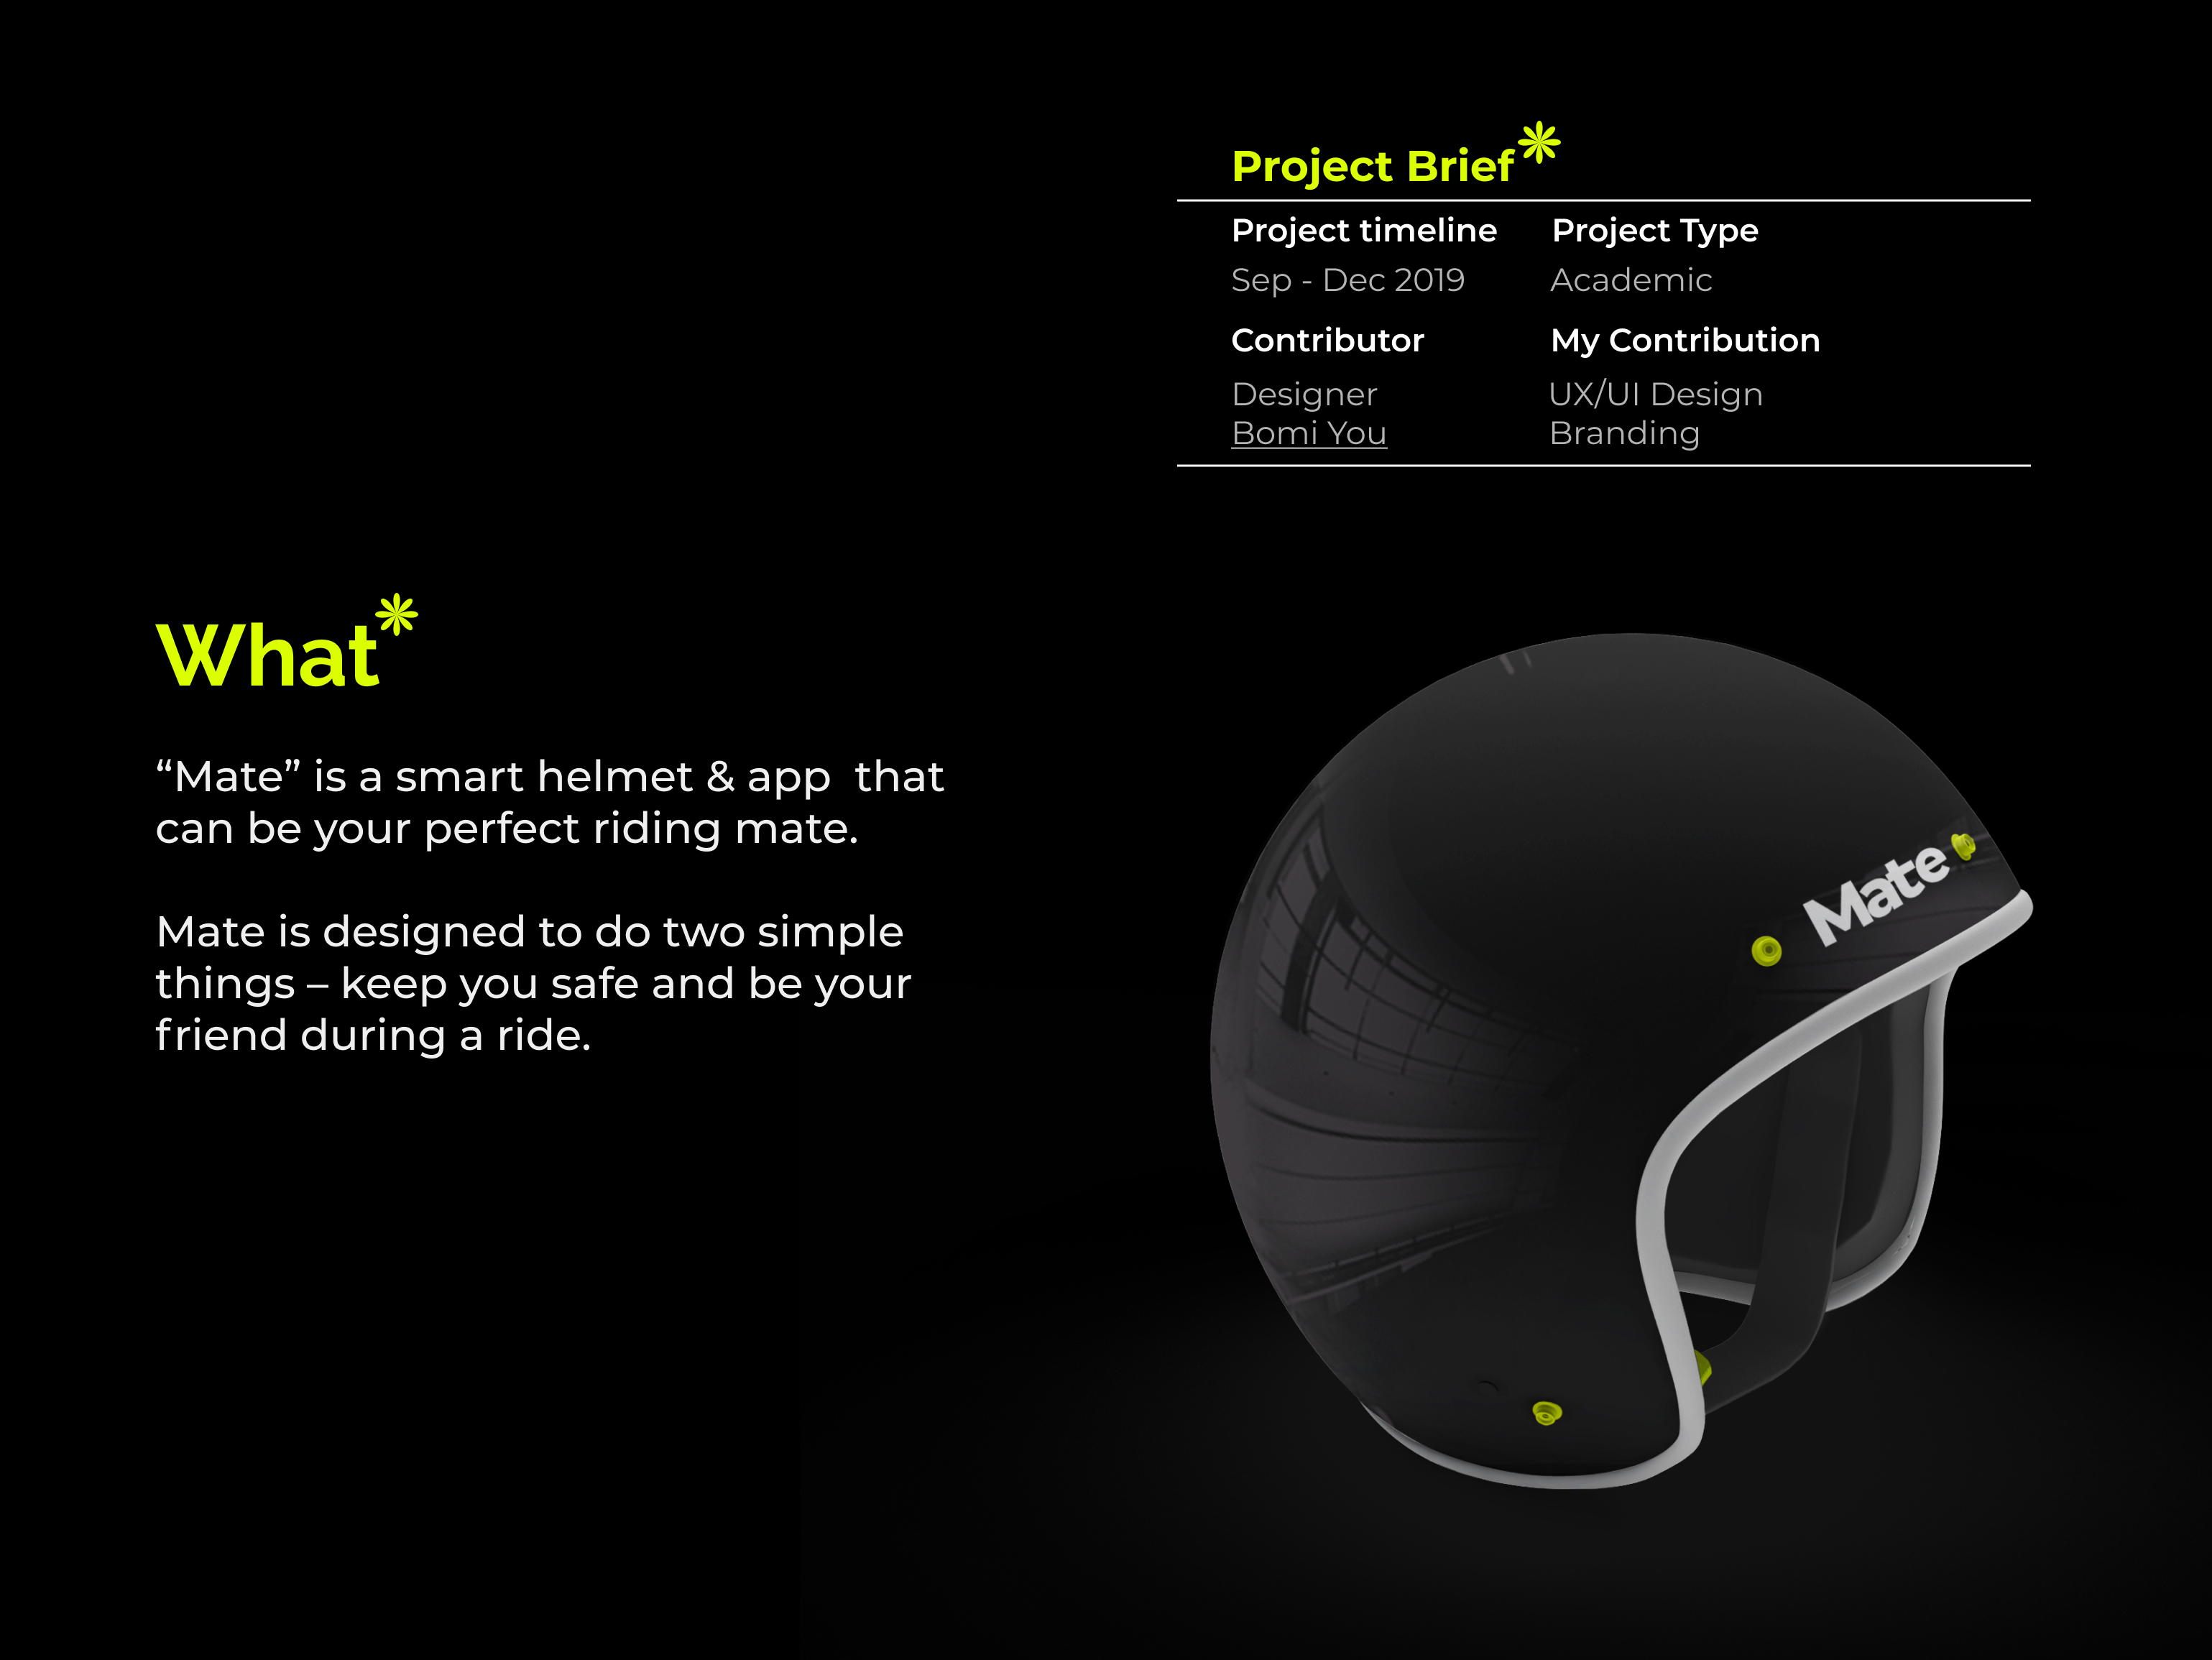 Project Brief*
Project timeline
Project Type
Sep - Dec 2019
Academic
Contributor
My Contribution
Designer
Bomi You
UX/UI Design
Branding
What*
“Mate” is a smart helmet & app  that
can be your perfect riding mate.
Mate is designed to do two simple
things – keep you safe and be your
friend during a ride.
Mate